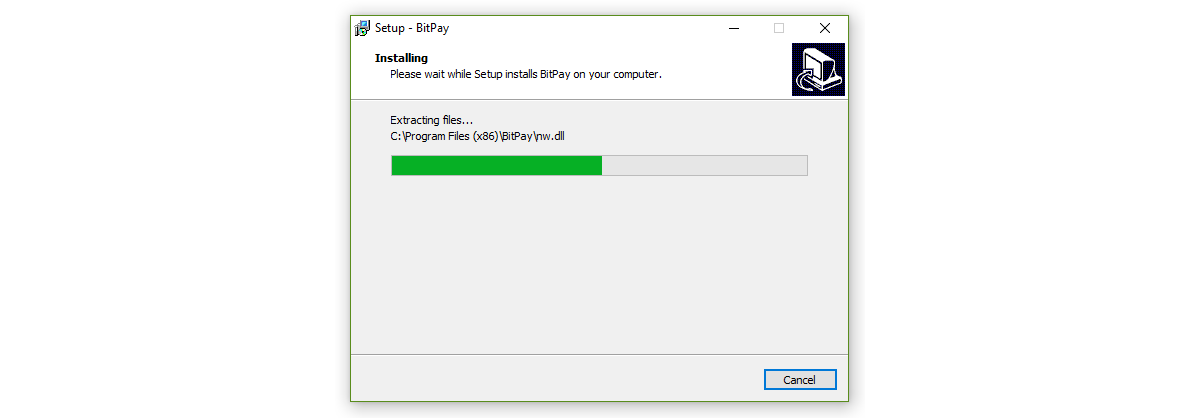 Setup - BitPay
Installing
Please wait while Setup installs BitPay on your computer.
Extracting files...
C:\Program Files (x86)\BitPay\nw.dll
Cancel